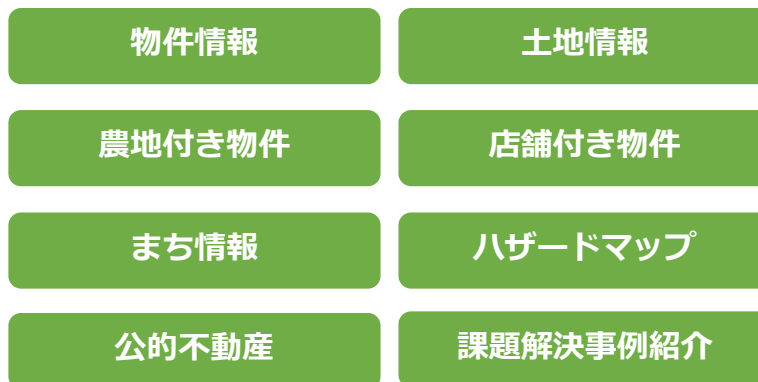 物件情報
土地情報
農地付き物件
店舗付き物件
まち情報
ハザードマップ
公的不動産
課題解決事例紹介